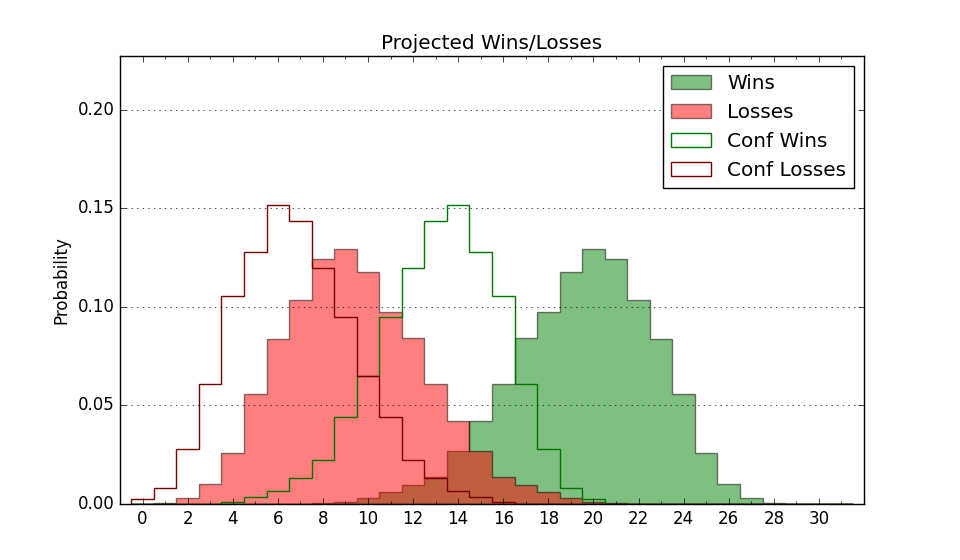 Projected Wins/Losses
Wins
Losses
Conf Wins
Conf Losses
Probability
0.20
0.15
0.10
0.05
0.00
0 2 4 6 8 10 12 14 16 18 20 22 24 26 28 30